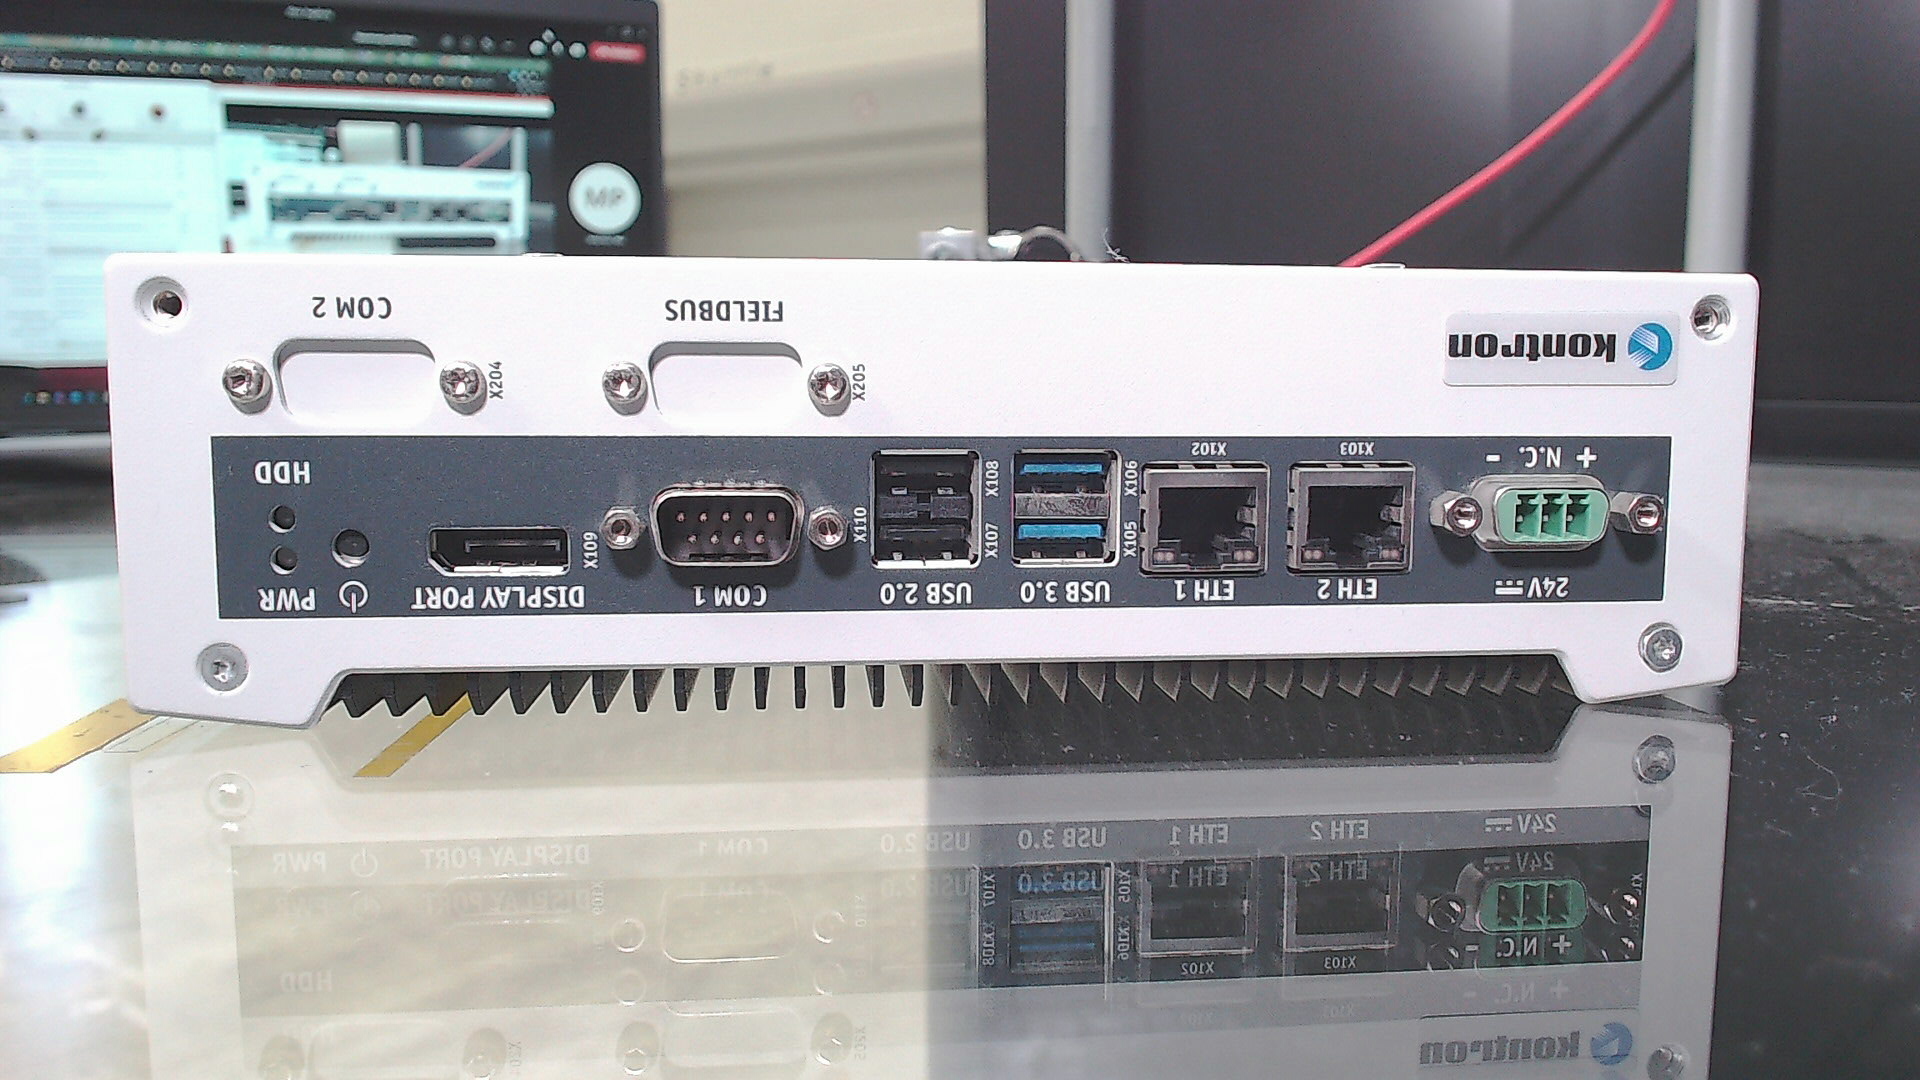 kontron
FIELDBUS
COM 2
X205
X204
+ N.C. -
X103
X102
X106
X108
HDD
X105
X107
X110
X109
24V
ETH 2
ETH 1
USB 3.0
USB 2.0
COM 1
DISPLAY PORT
PWR
MP